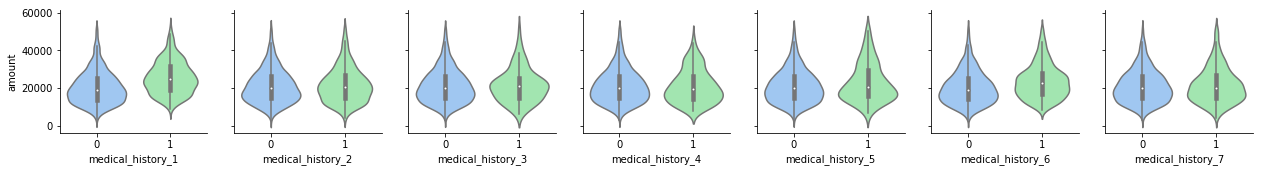 60000
40000
20000
0
amount
0 1
medical_history_1
0 1
medical_history_2
0 1
medical_history_3
0 1
medical_history_4
0 1
medical_history_5
0 1
medical_history_6
0 1
medical_history_7